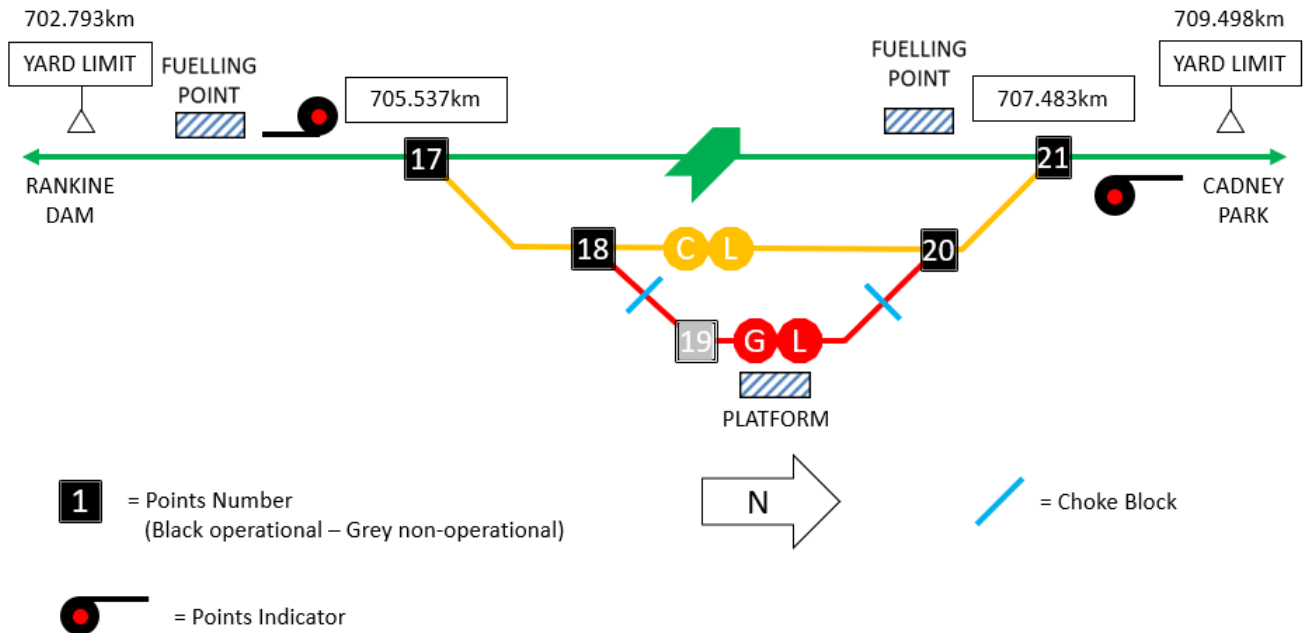 702.793km
YARD LIMIT
FUELLING
POINT
705.537km
FUELLING
POINT
707.483km
709.498km
YARD LIMIT
17
21
RANKINE
DAM
CADNEY
PARK
18
C L
20
19
G L
PLATFORM
1
= Points Number
(Black operational – Grey non-operational)
N
= Choke Block
= Points Indicator